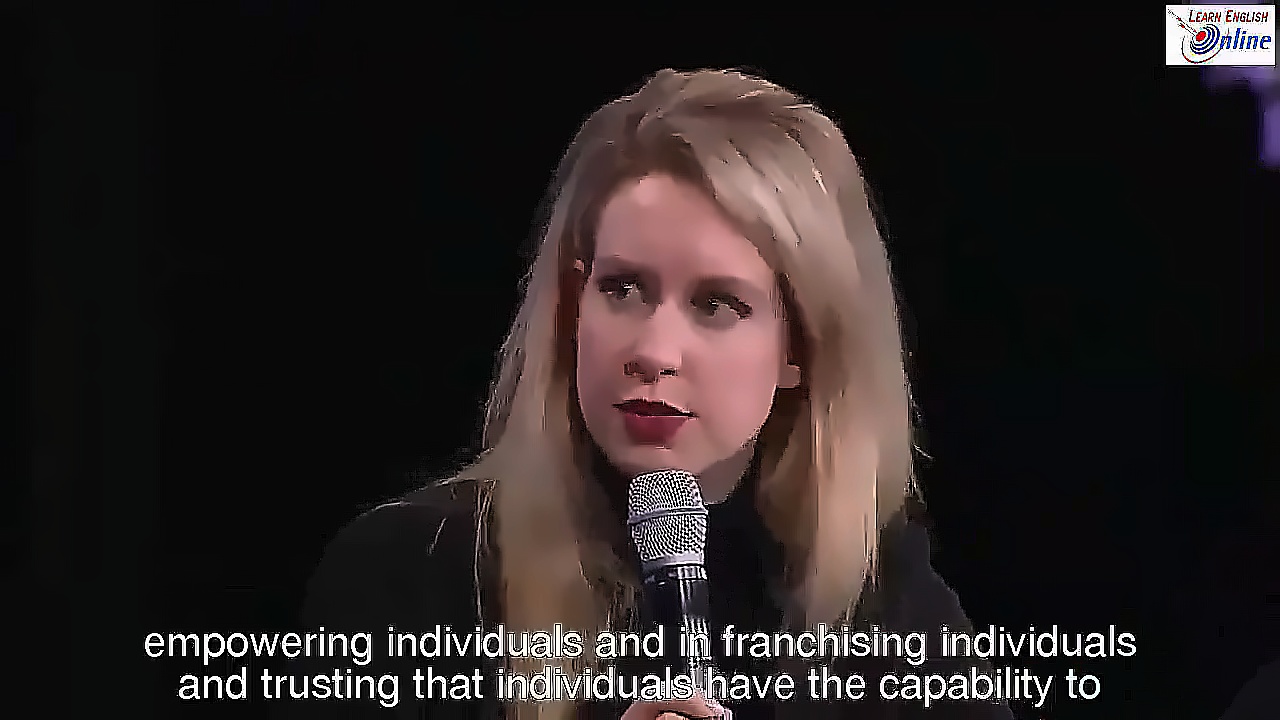 LEARN ENGLISH
Online
empowering individuals and in franchising individuals
and trusting that individuals have the capability to